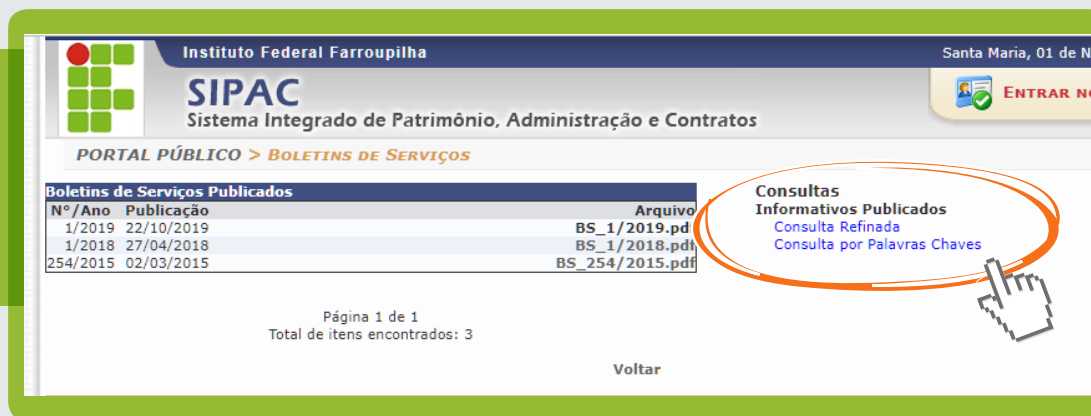 Instituto Federal Farroupilha
Santa Maria, 01 de N
SIPAC
Sistema Integrado de Patrimônio, Administração e Contratos
ENTRAR NO
PORTAL PÚBLICO > BOLETINS DE SERVIÇOS
Boletins de Serviços Publicados
N°/Ano Publicação Arquivo
1/2019 22/10/2019 BS_1/2019.pd
1/2018 27/04/2018 BS_1/2018.pdf
254/2015 02/03/2015 BS_254/2015.pdf
Consultas
Informativos Publicados
Consulta Refinada
Consulta por Palavras Chaves
Página 1 de 1
Total de itens encontrados: 3
Voltar